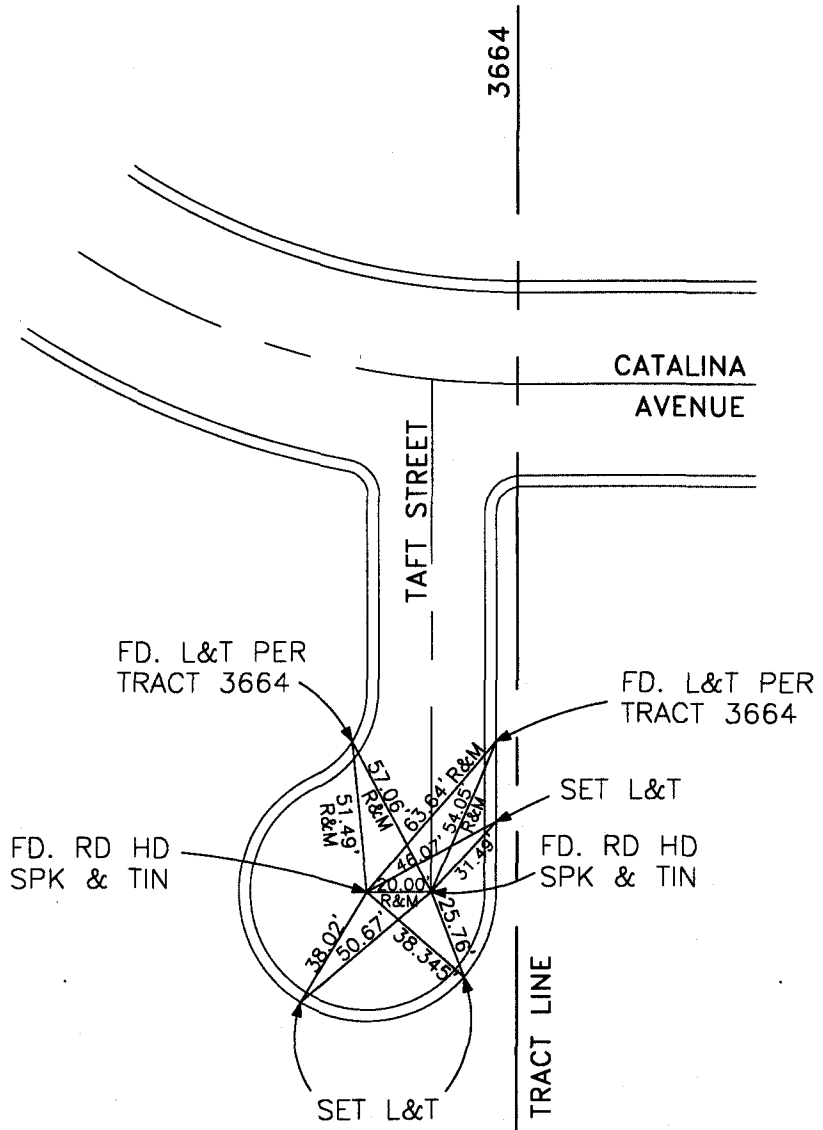 3664
CATALINA
AVENUE
TAFT STREET
FD. L&T PER
TRACT 3664
FD. L&T PER
TRACT 3664
57.06'
R&M
63.64' R&M
51.49'
R&M
54.05'
R&M
SET L&T
46.07'
31.49'
FD. RD HD
SPK & TIN
FD. RD HD
SPK & TIN
20.00'
R&M
25.76'
38.02'
50.67'
38.345'
TRACT LINE
SET L&T